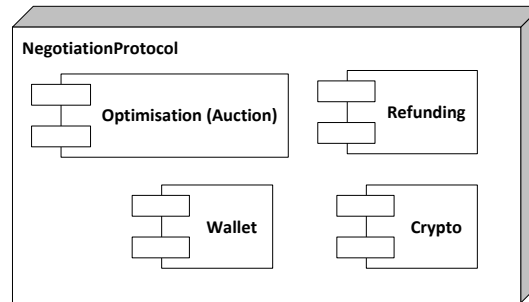 NegotiationProtocol
Optimisation (Auction)
Refunding
Wallet
Crypto